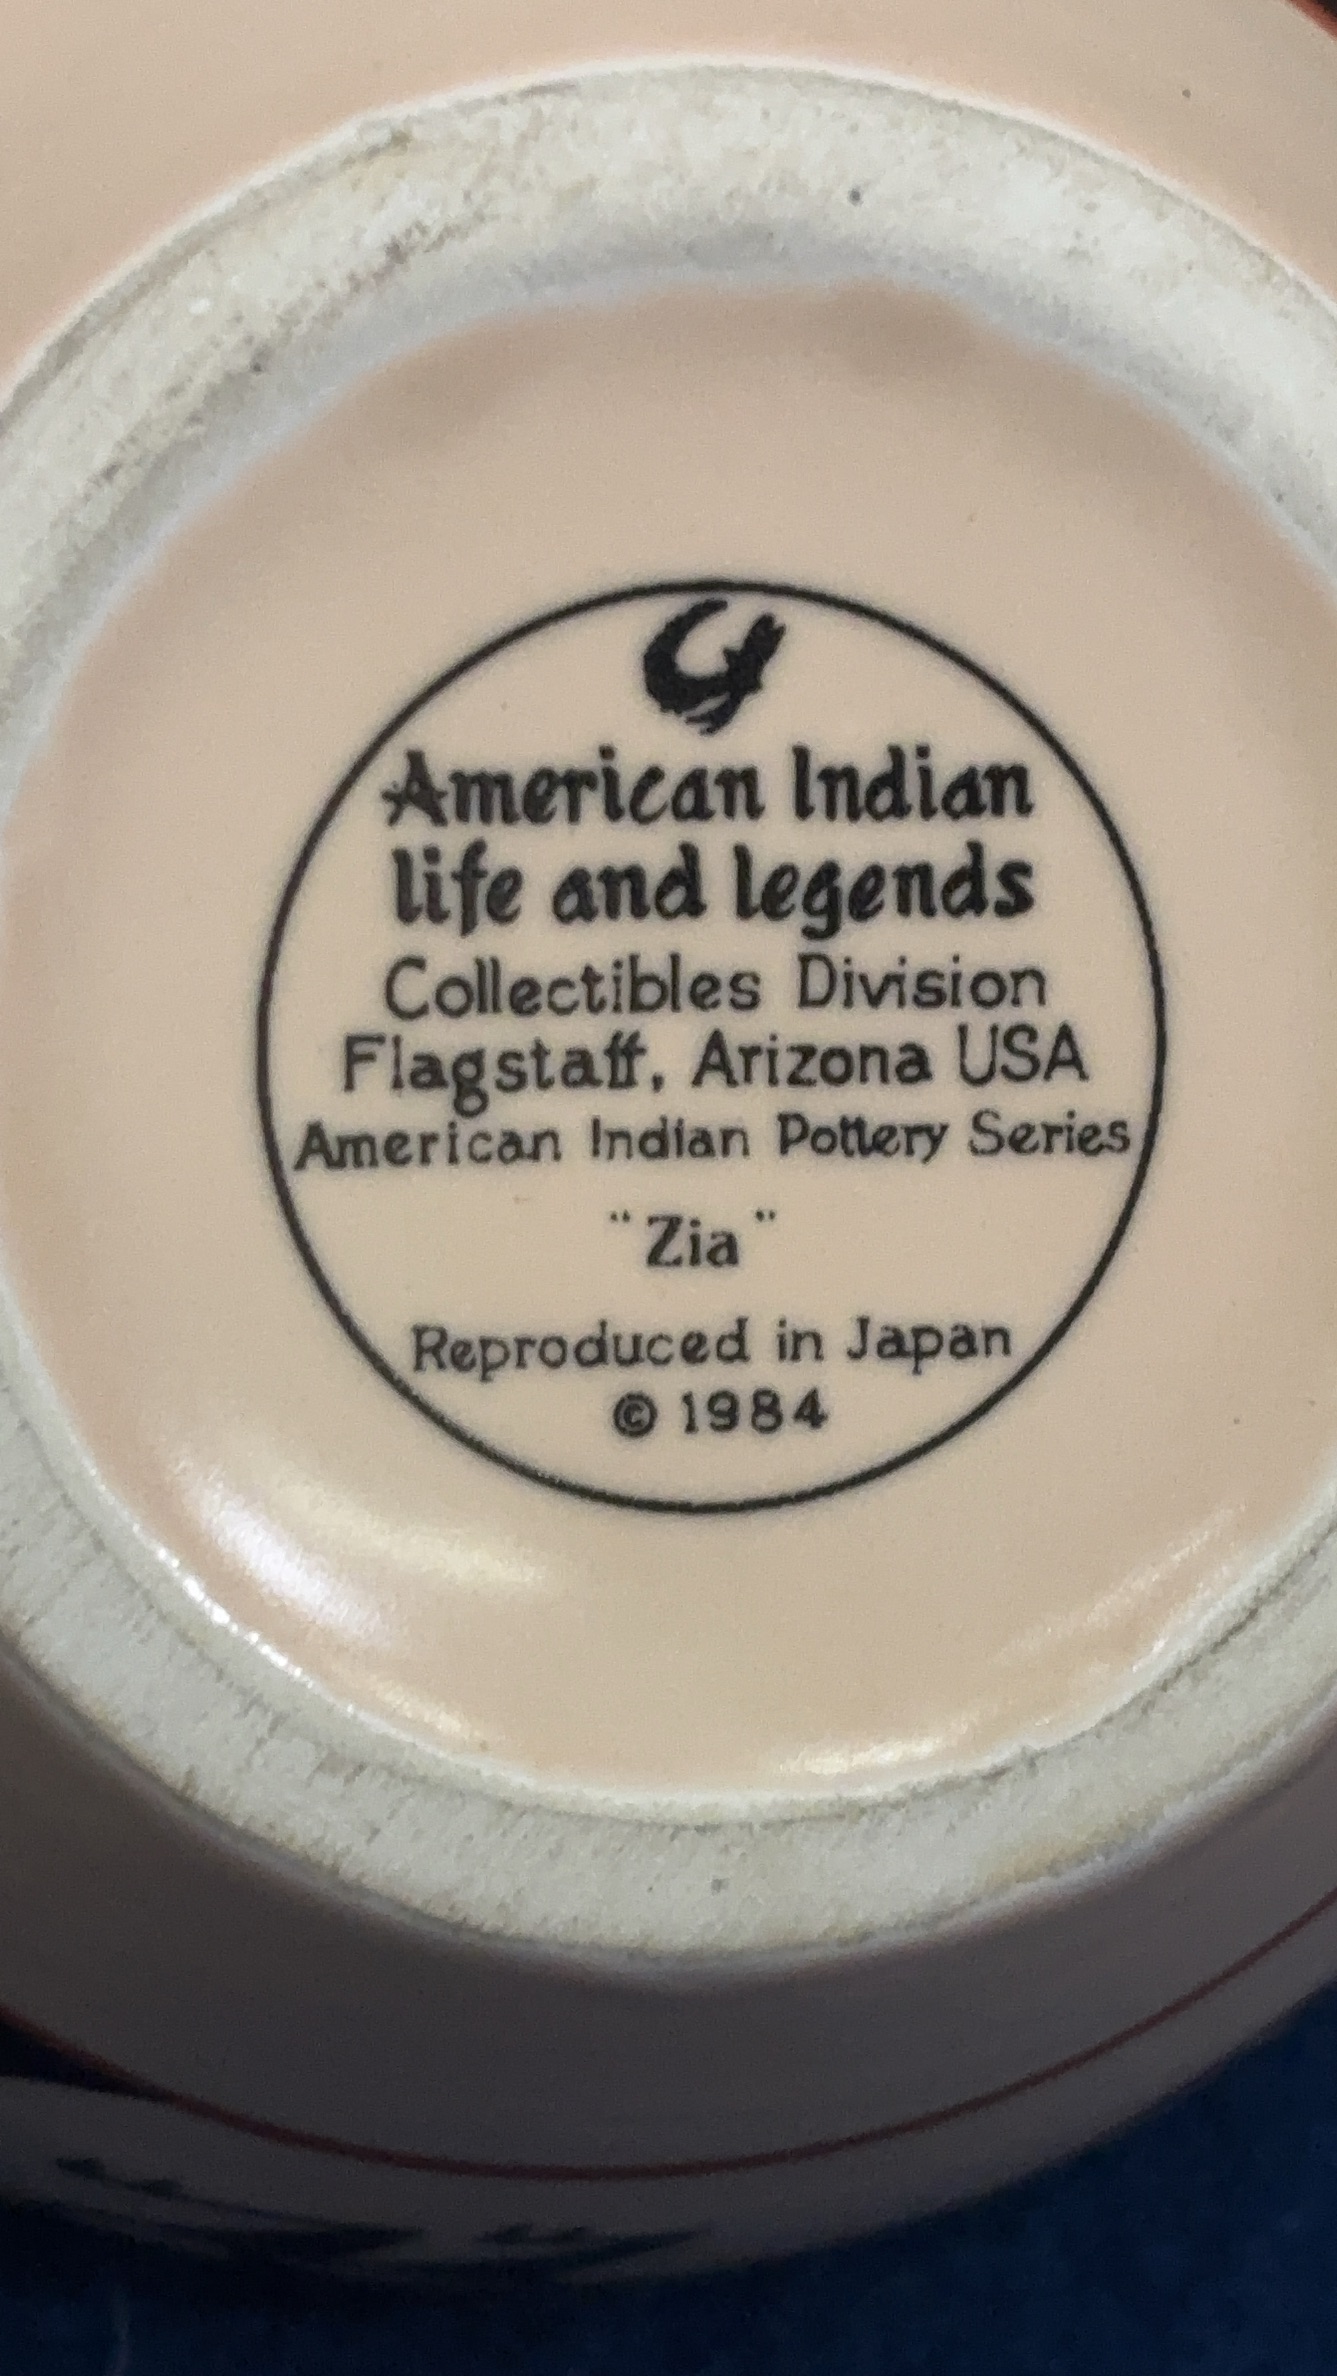 American Indian
life and legends
Collectibles Division
Flagstaff, Arizona USA
American Indian Pottery Series
"Zia"
Reproduced in Japan
© 1984